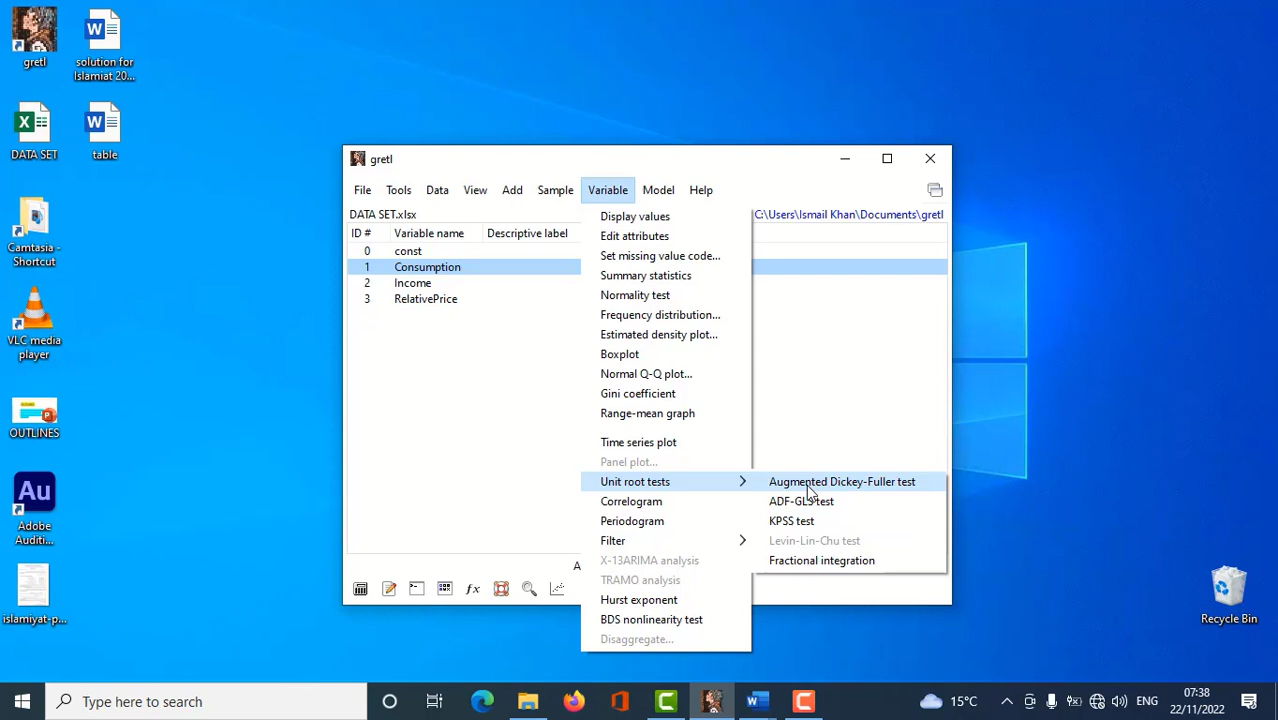 gretl
solution for
Islamiat 20...
DATA SET
table
Camtasia -
Shortcut
VLC media
player
OUTLINES
Adobe
Auditi...
islamiyat-p...
Recycle Bin
gretl
File Tools Data View Add Sample Variable Model Help
DATA SET.xlsx
C:\Users\Ismail Khan\Documents\gretl
ID # Variable name Descriptive label
0 const
1 Consumption
2 Income
3 RelativePrice
Display values
Edit attributes
Set missing value code...
Summary statistics
Normality test
Frequency distribution...
Estimated density plot...
Boxplot
Normal Q-Q plot...
Gini coefficient
Range-mean graph
Time series plot
Panel plot...
Unit root tests
Correlogram
Periodogram
Filter
X-13ARIMA analysis
TRAMO analysis
Hurst exponent
BDS nonlinearity test
Disaggregate...
Augmented Dickey-Fuller test
ADF-GLS test
KPSS test
Levin-Lin-Chu test
Fractional integration
A
fx
Au
Type here to search
15°C
ENG
07:38
22/11/2022